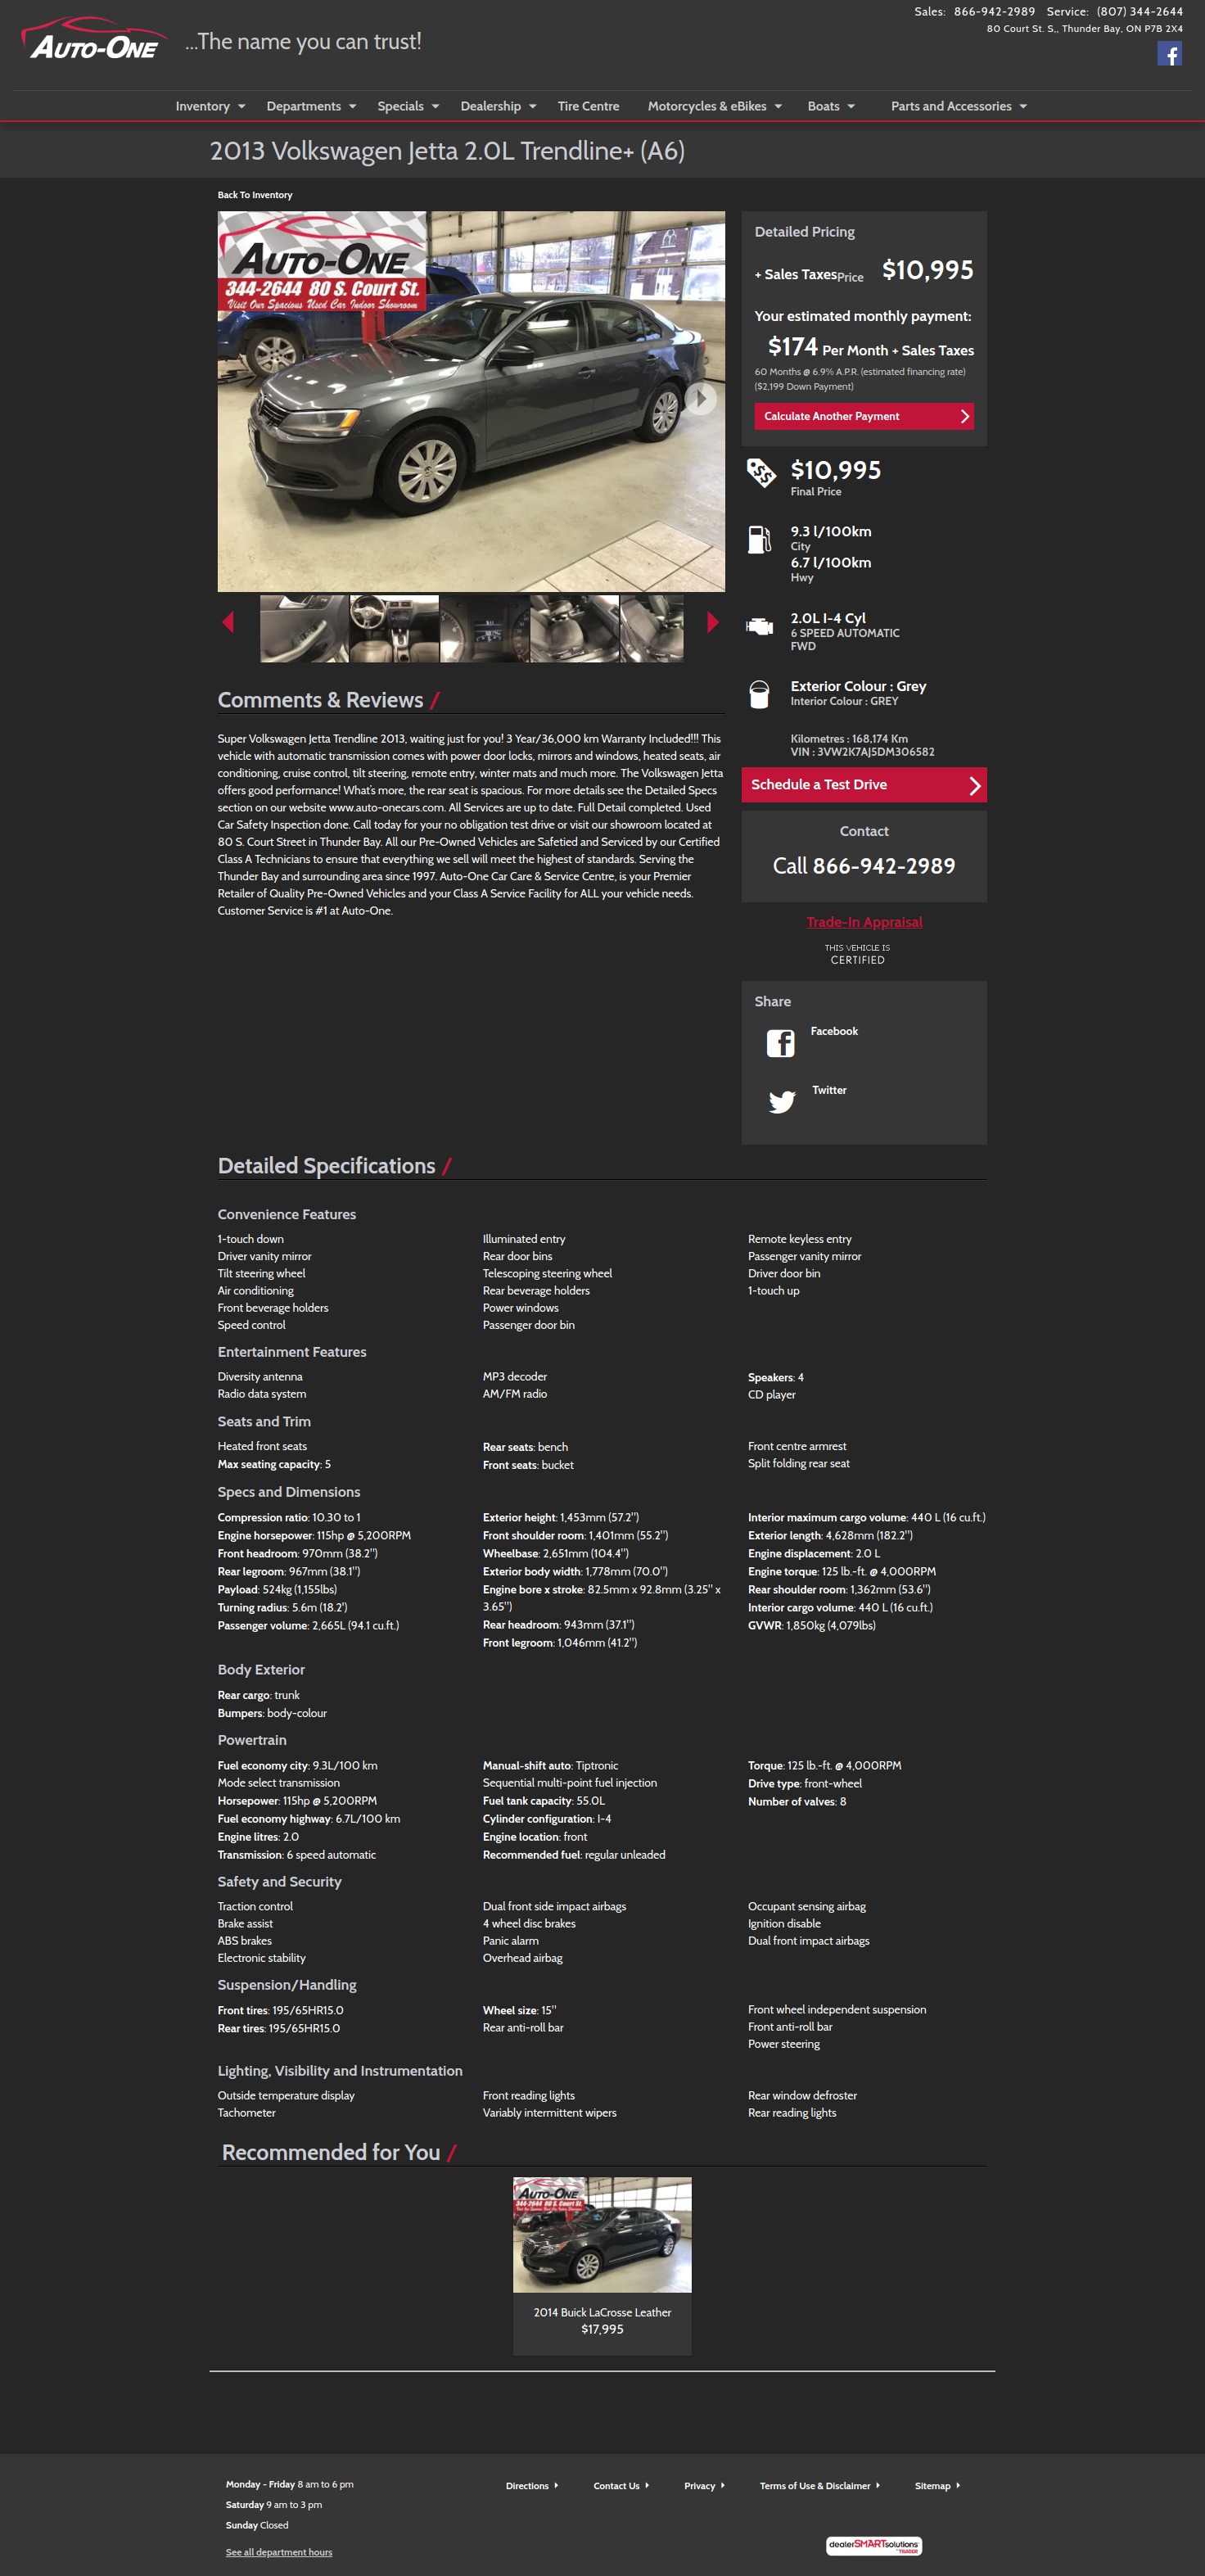 AUTO-ONE
...The name you can trust!
Sales: 866-942-2989 Service: (807) 344-2644
80 Court St. S,, Thunder Bay, ON P7B 2X4
Inventory Departments Specials Dealership Tire Centre Motorcycles & eBikes Boats Parts and Accessories
2013 Volkswagen Jetta 2.0L Trendline+ (A6)
Back To Inventory
AUTO-ONE
344-2644 80 S. Court St.
Visit Our Spacious Used Car Indoor Showroom
Detailed Pricing
+ Sales Taxes Price $10,995
Your estimated monthly payment:
$174 Per Month + Sales Taxes
60 Months @ 6.9% A.P.R. (estimated financing rate)
($2,199 Down Payment)
Calculate Another Payment
$10,995
Final Price
9.3 l/100km
City
6.7 l/100km
Hwy
2.0L I-4 Cyl
6 SPEED AUTOMATIC
FWD
Exterior Colour : Grey
Interior Colour : GREY
Kilometres : 168,174 Km
VIN : 3VW2K7AJ5DM306582
Schedule a Test Drive
Contact
Call 866-942-2989
Trade-In Appraisal
THIS VEHICLE IS
CERTIFIED
Share
Facebook
Twitter
Comments & Reviews /
Super Volkswagen Jetta Trendline 2013, waiting just for you! 3 Year/36,000 km Warranty Included!!! This
vehicle with automatic transmission comes with power door locks, mirrors and windows, heated seats, air
conditioning, cruise control, tilt steering, remote entry, winter mats and much more. The Volkswagen Jetta
offers good performance! What's more, the rear seat is spacious. For more details see the Detailed Specs
section on our website www.auto-onecars.com. All Services are up to date. Full Detail completed. Used
Car Safety Inspection done. Call today for your no obligation test drive or visit our showroom located at
80 S. Court Street in Thunder Bay. All our Pre-Owned Vehicles are Safetied and Serviced by our Certified
Class A Technicians to ensure that everything we sell will meet the highest of standards. Serving the
Thunder Bay and surrounding area since 1997. Auto-One Car Care & Service Centre, is your Premier
Retailer of Quality Pre-Owned Vehicles and your Class A Service Facility for ALL your vehicle needs.
Customer Service is #1 at Auto-One.
Detailed Specifications /
Convenience Features
1-touch down Illuminated entry Remote keyless entry
Driver vanity mirror Rear door bins Passenger vanity mirror
Tilt steering wheel Telescoping steering wheel Driver door bin
Air conditioning Rear beverage holders 1-touch up
Front beverage holders Power windows
Speed control Passenger door bin
Entertainment Features
Diversity antenna MP3 decoder Speakers: 4
Radio data system AM/FM radio CD player
Seats and Trim
Heated front seats Rear seats: bench Front centre armrest
Max seating capacity: 5 Front seats: bucket Split folding rear seat
Specs and Dimensions
Compression ratio: 10.30 to 1 Exterior height: 1,453mm (57.2") Interior maximum cargo volume: 440 L (16 cu.ft.)
Engine horsepower: 115hp @ 5,200RPM Front shoulder room: 1,401mm (55.2") Exterior length: 4,628mm (182.2")
Front headroom: 970mm (38.2") Wheelbase: 2,651mm (104.4") Engine displacement: 2.0 L
Rear legroom: 967mm (38.1") Exterior body width: 1,778mm (70.0") Engine torque: 125 lb.-ft. @ 4,000RPM
Payload: 524kg (1,155lbs) Engine bore x stroke: 82.5mm x 92.8mm (3.25" x Rear shoulder room: 1,362mm (53.6")
Turning radius: 5.6m (18.2') 3.65") Interior cargo volume: 440 L (16 cu.ft.)
Passenger volume: 2,665L (94.1 cu.ft.) Rear headroom: 943mm (37.1") GVWR: 1,850kg (4,079lbs)
Front legroom: 1,046mm (41.2")
Body Exterior
Rear cargo: trunk
Bumpers: body-colour
Powertrain
Fuel economy city: 9.3L/100 km Manual-shift auto: Tiptronic Torque: 125 lb.-ft. @ 4,000RPM
Mode select transmission Sequential multi-point fuel injection Drive type: front-wheel
Horsepower: 115hp @ 5,200RPM Fuel tank capacity: 55.0L Number of valves: 8
Fuel economy highway: 6.7L/100 km Cylinder configuration: I-4
Engine litres: 2.0 Engine location: front
Transmission: 6 speed automatic Recommended fuel: regular unleaded
Safety and Security
Traction control Dual front side impact airbags Occupant sensing airbag
Brake assist 4 wheel disc brakes Ignition disable
ABS brakes Panic alarm Dual front impact airbags
Electronic stability Overhead airbag
Suspension/Handling
Front tires: 195/65HR15.0 Wheel size: 15" Front wheel independent suspension
Rear tires: 195/65HR15.0 Rear anti-roll bar Front anti-roll bar
Power steering
Lighting, Visibility and Instrumentation
Outside temperature display Front reading lights Rear window defroster
Tachometer Variably intermittent wipers Rear reading lights
Recommended for You /
AUTO-ONE
344-2644 80 S. Court St.
2014 Buick LaCrosse Leather
$17,995
Monday - Friday 8 am to 6 pm
Saturday 9 am to 3 pm
Sunday Closed
See all department hours
Directions Contact Us Privacy Terms of Use & Disclaimer Sitemap
dealerSMARTsolutions
TRADER